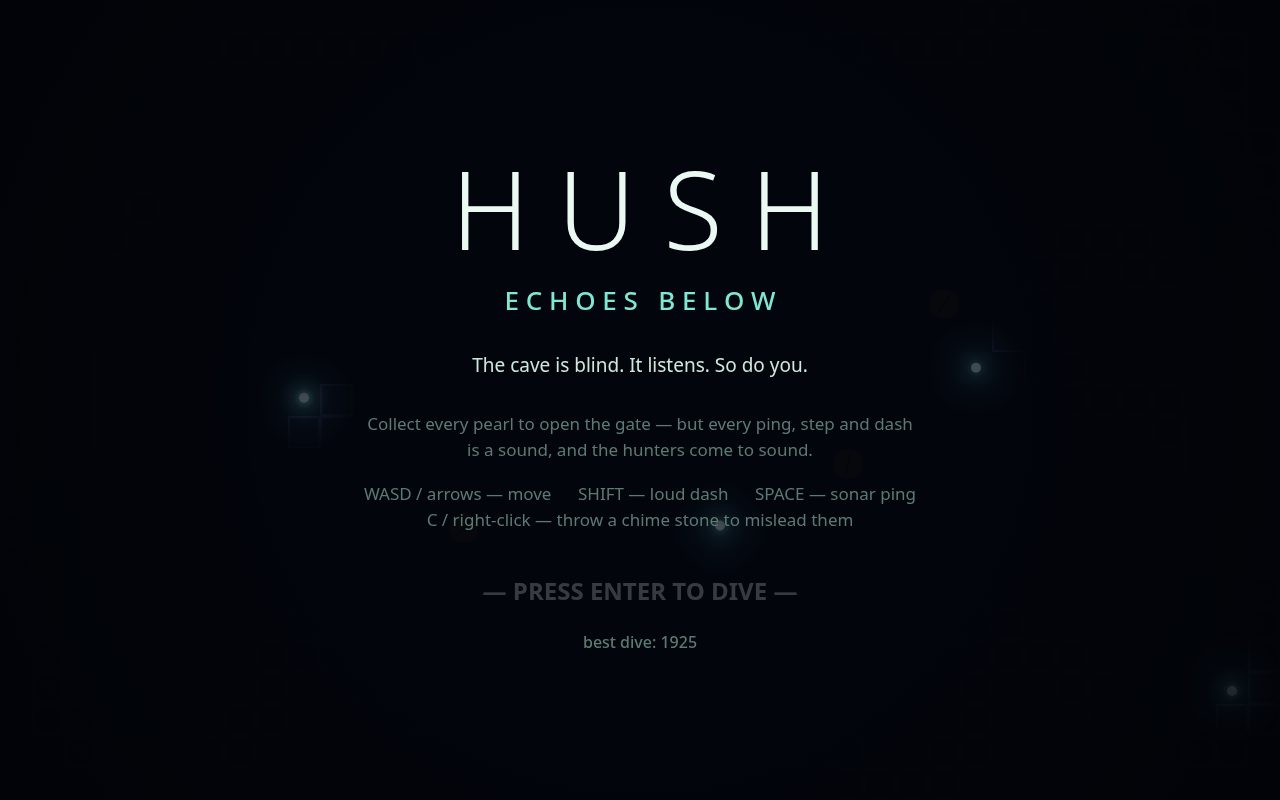 HUSH
ECHOES BELOW
The cave is blind. It listens. So do you.
Collect every pearl to open the gate — but every ping, step and dash
is a sound, and the hunters come to sound.
WASD / arrows — move SHIFT — loud dash SPACE — sonar ping
C / right-click — throw a chime stone to mislead them
— PRESS ENTER TO DIVE —
best dive: 1925